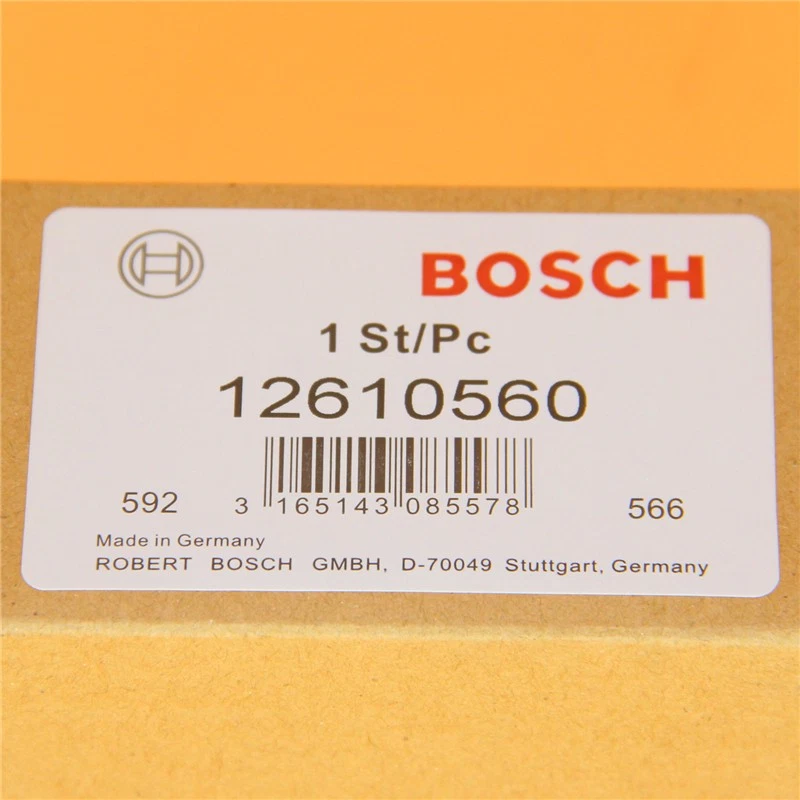 BOSCH
1 St/Pc
12610560
592 3 165143 085578 566
Made in Germany
ROBERT BOSCH GMBH, D-70049 Stuttgart, Germany